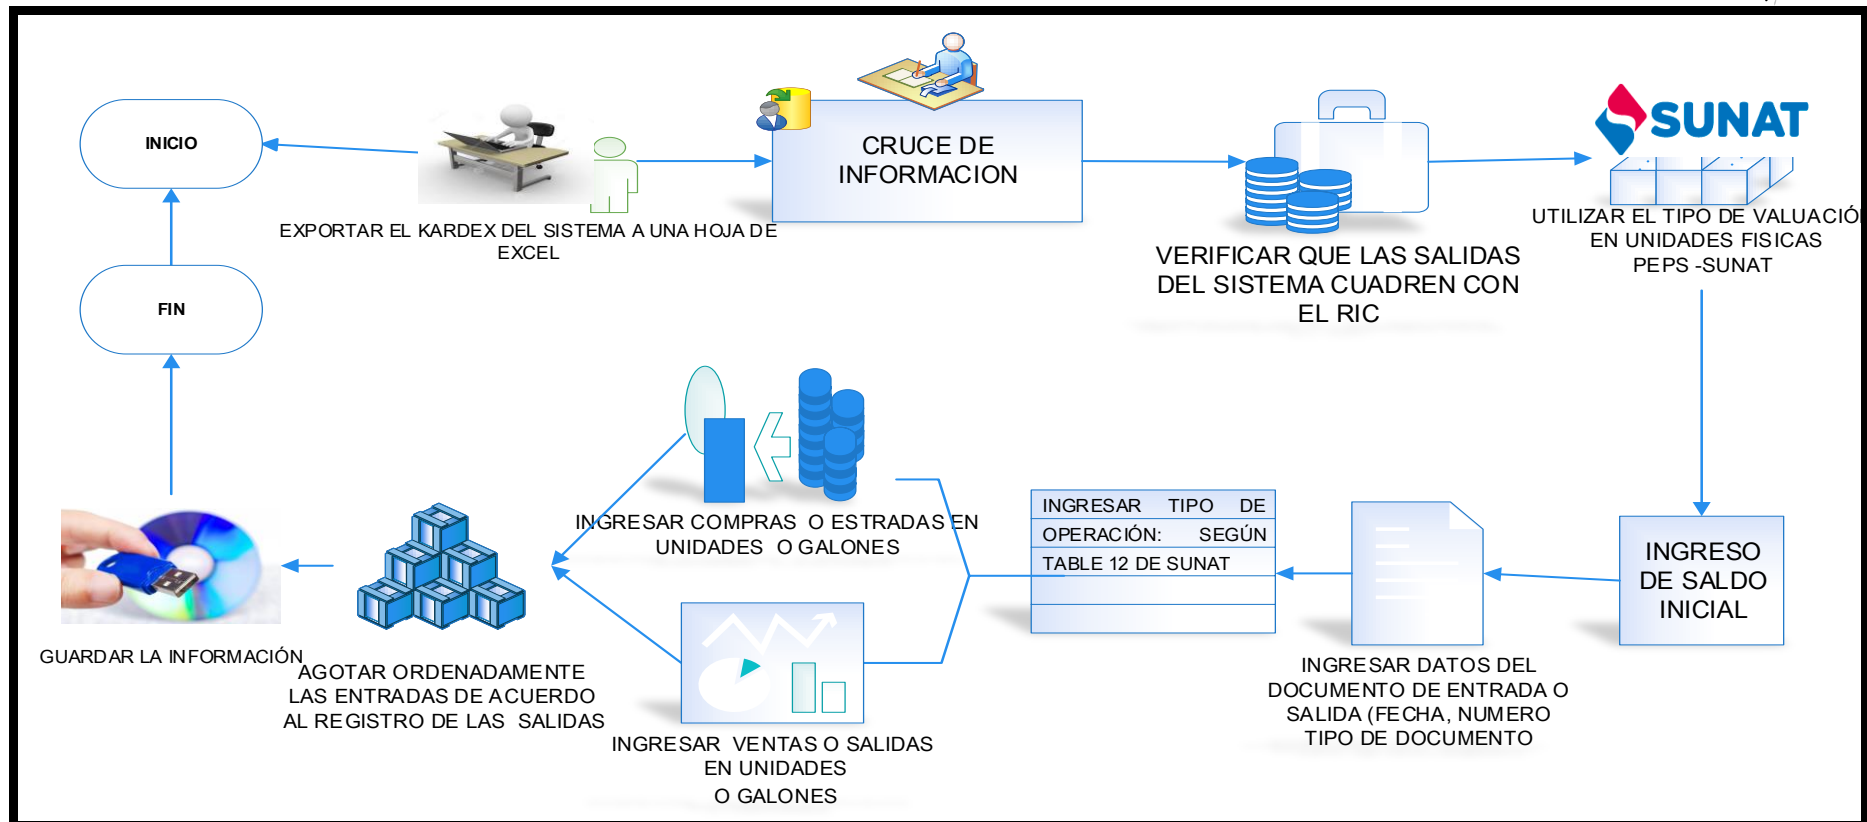 INICIO
EXPORTAR EL KARDEX DEL SISTEMA A UNA HOJA DE
EXCEL
CRUCE DE
INFORMACION
VERIFICAR QUE LAS SALIDAS
DEL SISTEMA CUADREN CON
EL RIC
SUNAT
UTILIZAR EL TIPO DE VALUACIÓN
EN UNIDADES FISICAS
PEPS -SUNAT
FIN
INGRESO
DE SALDO
INICIAL
INGRESAR DATOS DEL
DOCUMENTO DE ENTRADA O
SALIDA (FECHA, NUMERO
TIPO DE DOCUMENTO
INGRESAR TIPO DE
OPERACIÓN: SEGÚN
TABLE 12 DE SUNAT
INGRESAR COMPRAS O ESTRADAS EN
UNIDADES O GALONES
INGRESAR VENTAS O SALIDAS
EN UNIDADES
O GALONES
AGOTAR ORDENADAMENTE
LAS ENTRADAS DE ACUERDO
AL REGISTRO DE LAS SALIDAS
GUARDAR LA INFORMACIÓN